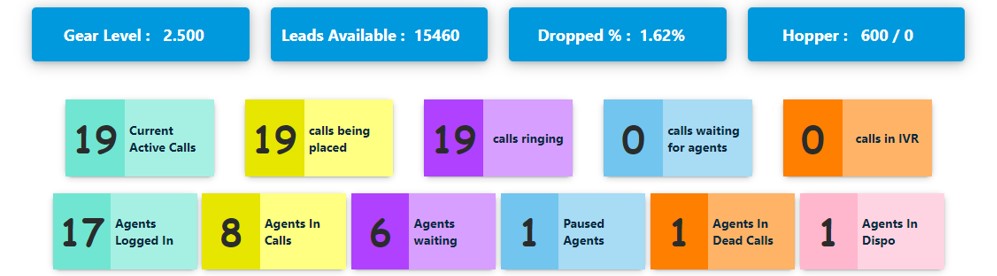 Gear Level : 2.500
Leads Available : 15460
Dropped % : 1.62%
Hopper : 600 / 0
19
Current
Active Calls
19
calls being
placed
19
calls ringing
0
calls waiting
for agents
0
calls in IVR
17
Agents
Logged In
8
Agents In
Calls
6
Agents
waiting
1
Paused
Agents
1
Agents In
Dead Calls
1
Agents In
Dispo